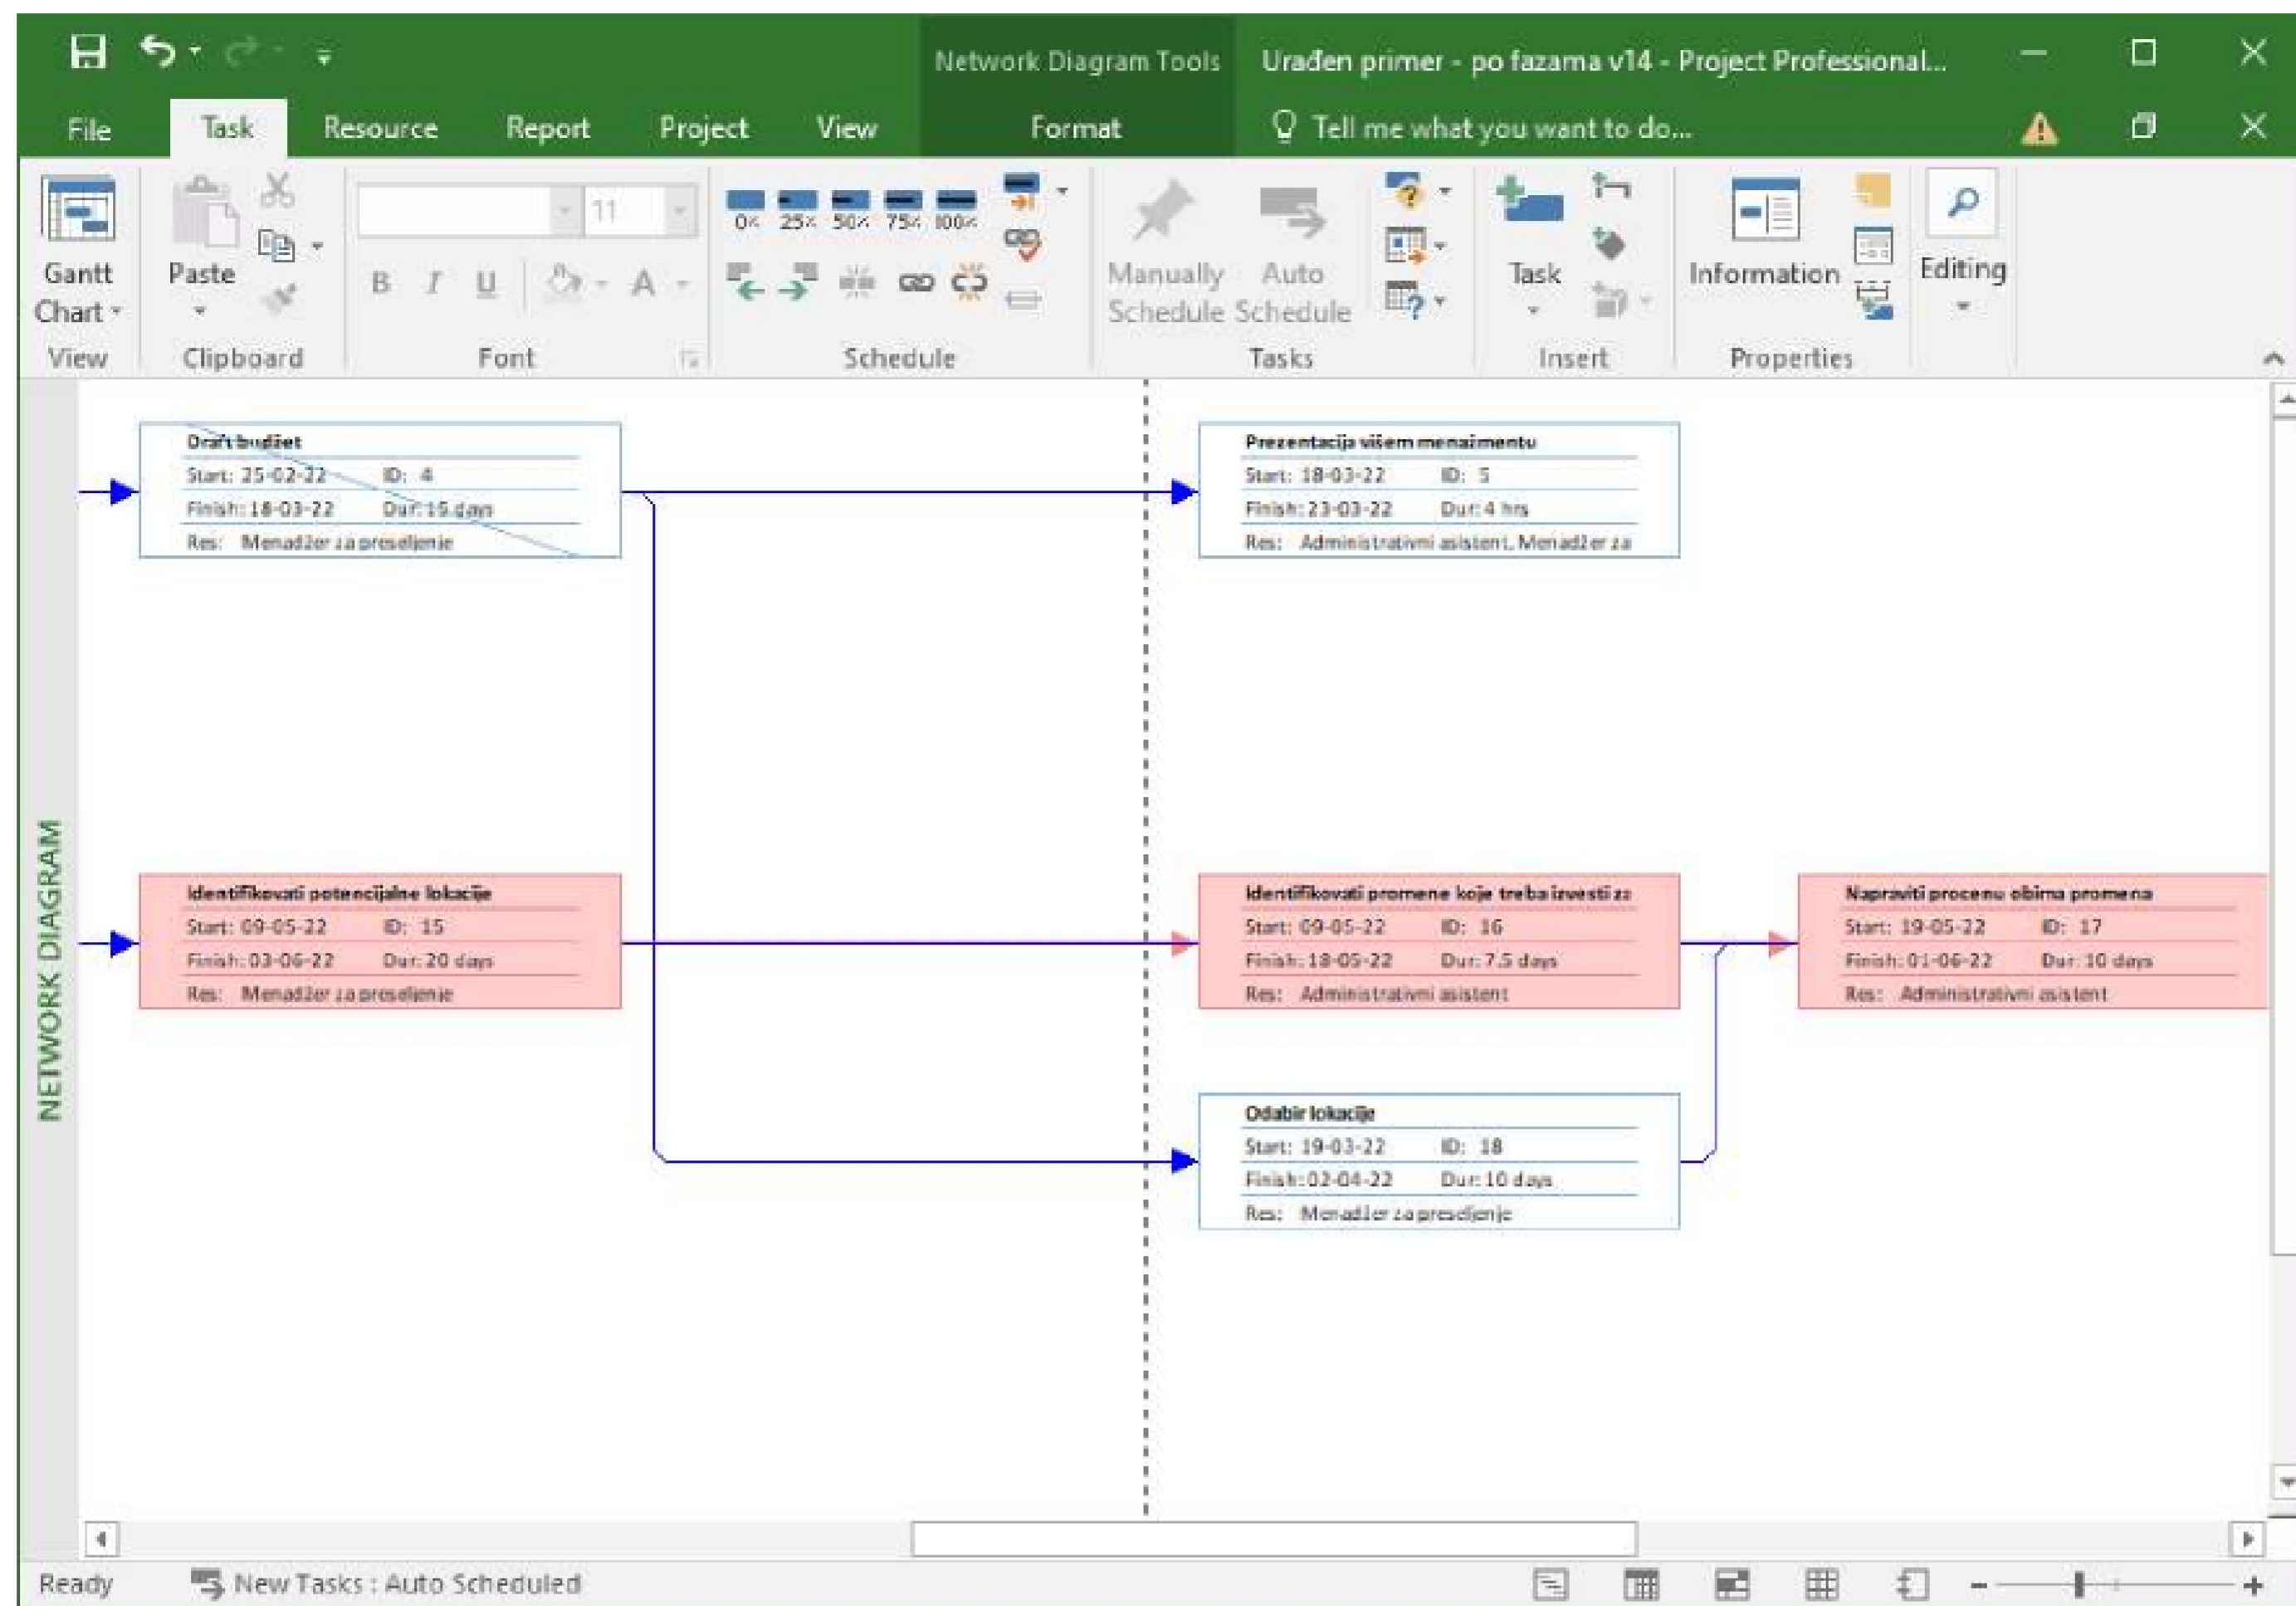 Network Diagram Tools
Urađen primer - po fazama v14 - Project Professional...
File Task Resource Report Project View Format Tell me what you want to do...
0% 25% 50% 75% 100%
11
Gantt Chart
Paste
B I U A
Manually Schedule
Auto Schedule
Task
Information
Editing
View Clipboard Font Schedule Tasks Insert Properties
NETWORK DIAGRAM
Draft budžet
Start: 25-02-22 ID: 4
Finish: 18-03-22 Dur: 15 days
Res: Menadžer za preseljenje
Prezentacija višem menažmentu
Start: 18-03-22 ID: 5
Finish: 23-03-22 Dur: 4 hrs
Res: Administrativni asistent, Menadžer za
Identifikovati potencijalne lokacije
Start: 09-05-22 ID: 15
Finish: 03-06-22 Dur: 20 days
Res: Menadžer za preseljenje
Identifikovati promene koje treba izvesti za
Start: 09-05-22 ID: 16
Finish: 18-05-22 Dur: 7.5 days
Res: Administrativni asistent
Napraviti procenu obima promena
Start: 19-05-22 ID: 17
Finish: 01-06-22 Dur: 10 days
Res: Administrativni asistent
Odabir lokacije
Start: 19-03-22 ID: 18
Finish: 02-04-22 Dur: 10 days
Res: Menadžer za preseljenje
Ready New Tasks : Auto Scheduled